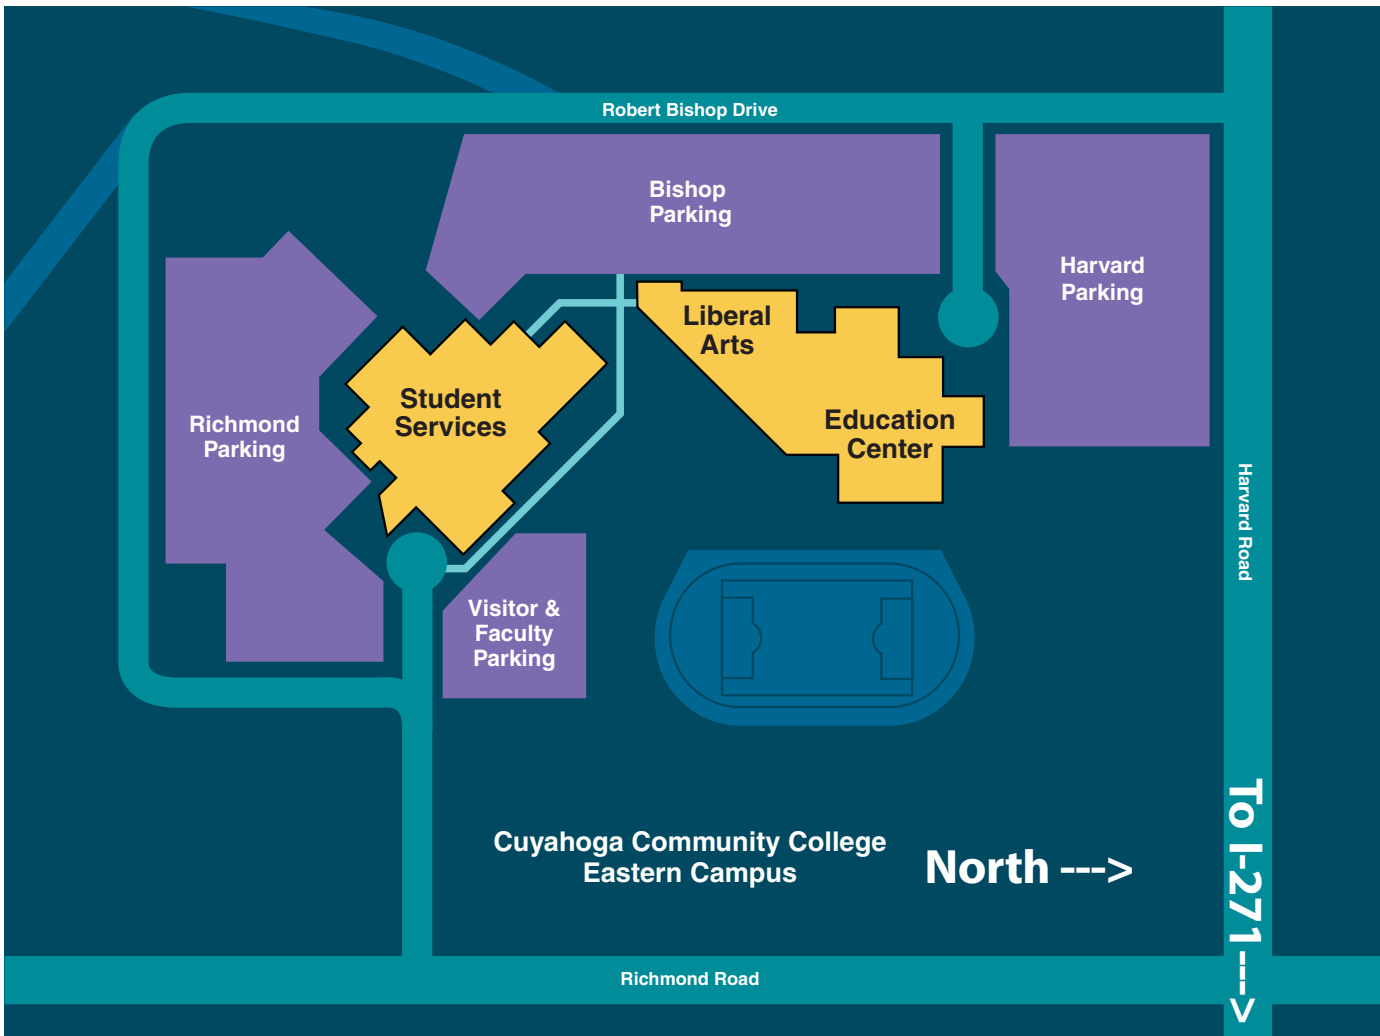 Robert Bishop Drive
Bishop
Parking
Harvard
Parking
Liberal
Arts
Student
Services
Richmond
Parking
Education
Center
Harvard Road
Visitor &
Faculty
Parking
To I-271--->
Cuyahoga Community College
Eastern Campus
North --->
Richmond Road